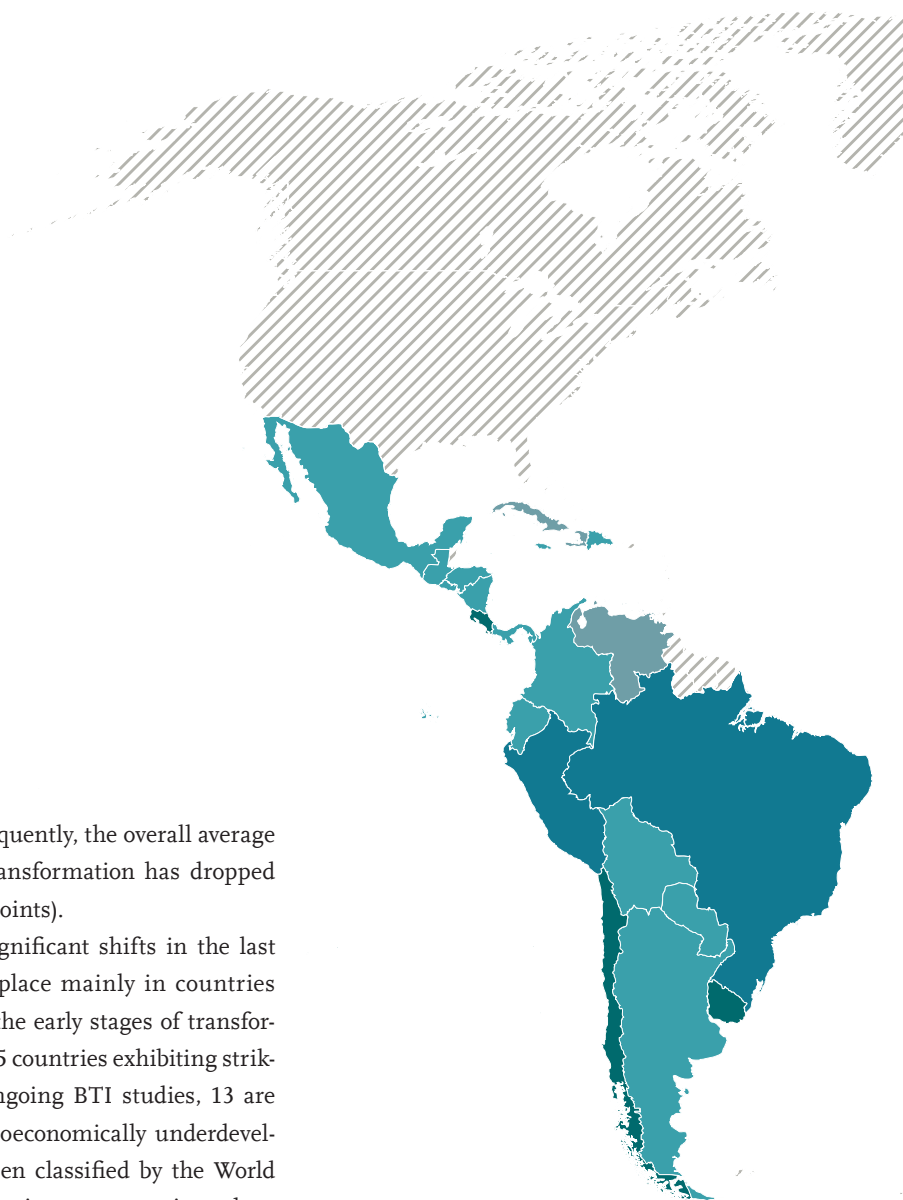 quently, the overall average
ansformation has dropped
oints).
gnificant shifts in the last
place mainly in countries
the early stages of transfor-
5 countries exhibiting strik-
ngoing BTI studies, 13 are
oeconomically underdevel-
en classified by the World